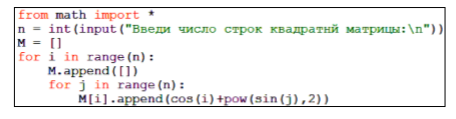 from math import *
n = int(input("Введи число строк квадратнй матрицы:\n"))
M = []
for i in range(n):
    M.append([])
    for j in range(n):
        M[i].append(cos(i)+pow(sin(j),2))